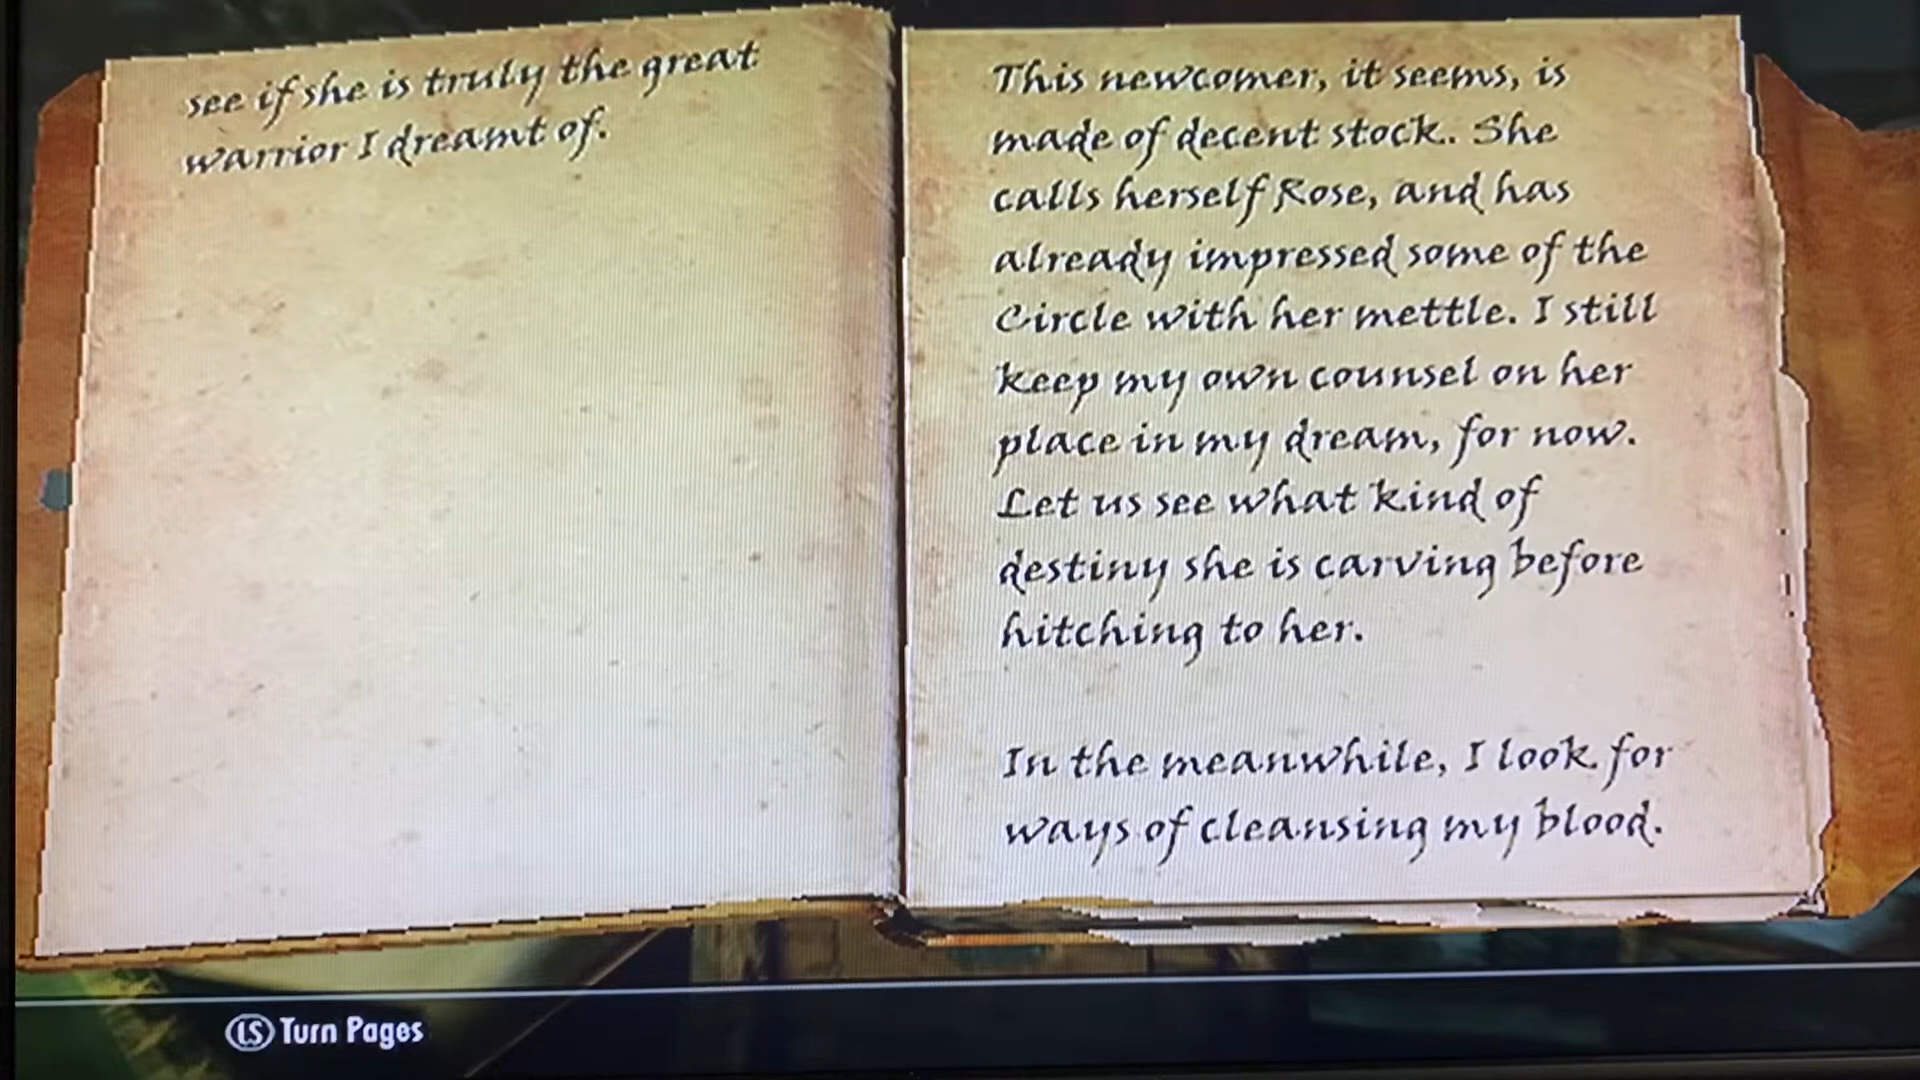 see if she is truly the great
warrior I dreamt of.
This newcomer, it seems, is
made of decent stock. She
calls herself Rose, and has
already impressed some of the
Circle with her mettle. I still
keep my own counsel on her
place in my dream, for now.
Let us see what kind of
destiny she is carving before
hitching to her.
In the meanwhile, I look for
ways of cleansing my blood.
LS Turn Pages